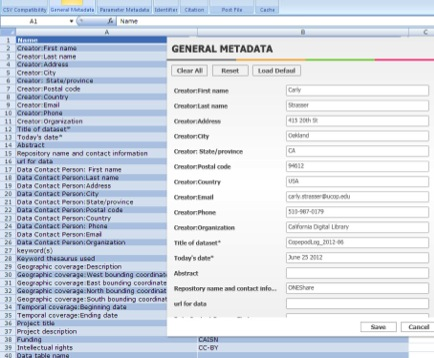 CSV Compatibility General Metadata Parameter Metadata Identifier Citation Post File Cache
A1 fx Name
A B C
1 Name
2 Creator:First name
3 Creator:Last name
4 Creator:Address
5 Creator:City
6 Creator: State/province
7 Creator:Postal code
8 Creator:Country
9 Creator:Email
10 Creator:Phone
11 Creator:Organization
12 Title of dataset*
13 Today's date*
14 Abstract
15 Repository name and contact information
16 url for data
17 Data Contact Person: First name
18 Data Contact Person:Last name
19 Data Contact Person:Address
20 Data Contact Person:City
21 Data Contact Person:State/province
22 Data Contact Person:Postal code
23 Data Contact Person:Country
24 Data Contact Person: Phone
25 Data Contact Person:Email
26 Data Contact Person:Organization
27 keyword(s)
28 Keyword thesaurus used
29 Geographic coverage:Description
30 Geographic coverage:West bounding coordinat
31 Geographic coverage:East bounding coordinate
32 Geographic coverage:North bounding coordinat
33 Geographic coverage:South bounding coordinat
34 Temporal coverage:Beginning date
35 Temporal coverage:Ending date
36 Project title
37 Project description
38 Funding CAISN
39 Intellectual rights CC-BY
40 Data table name
GENERAL METADATA
Clear All Reset Load Defaul
Creator:First name Carly
Creator:Last name Strasser
Creator:Address 415 20th St
Creator:City Oakland
Creator: State/province CA
Creator:Postal code 94612
Creator:Country USA
Creator:Email carly.strasser@ucop.edu
Creator:Phone 510-987-0179
Creator:Organization California Digital Library
Title of dataset* CopepodLog_2012-06
Today's date* June 25 2012
Abstract
Repository name and contact info... ONEShare
url for data
Save Cancel